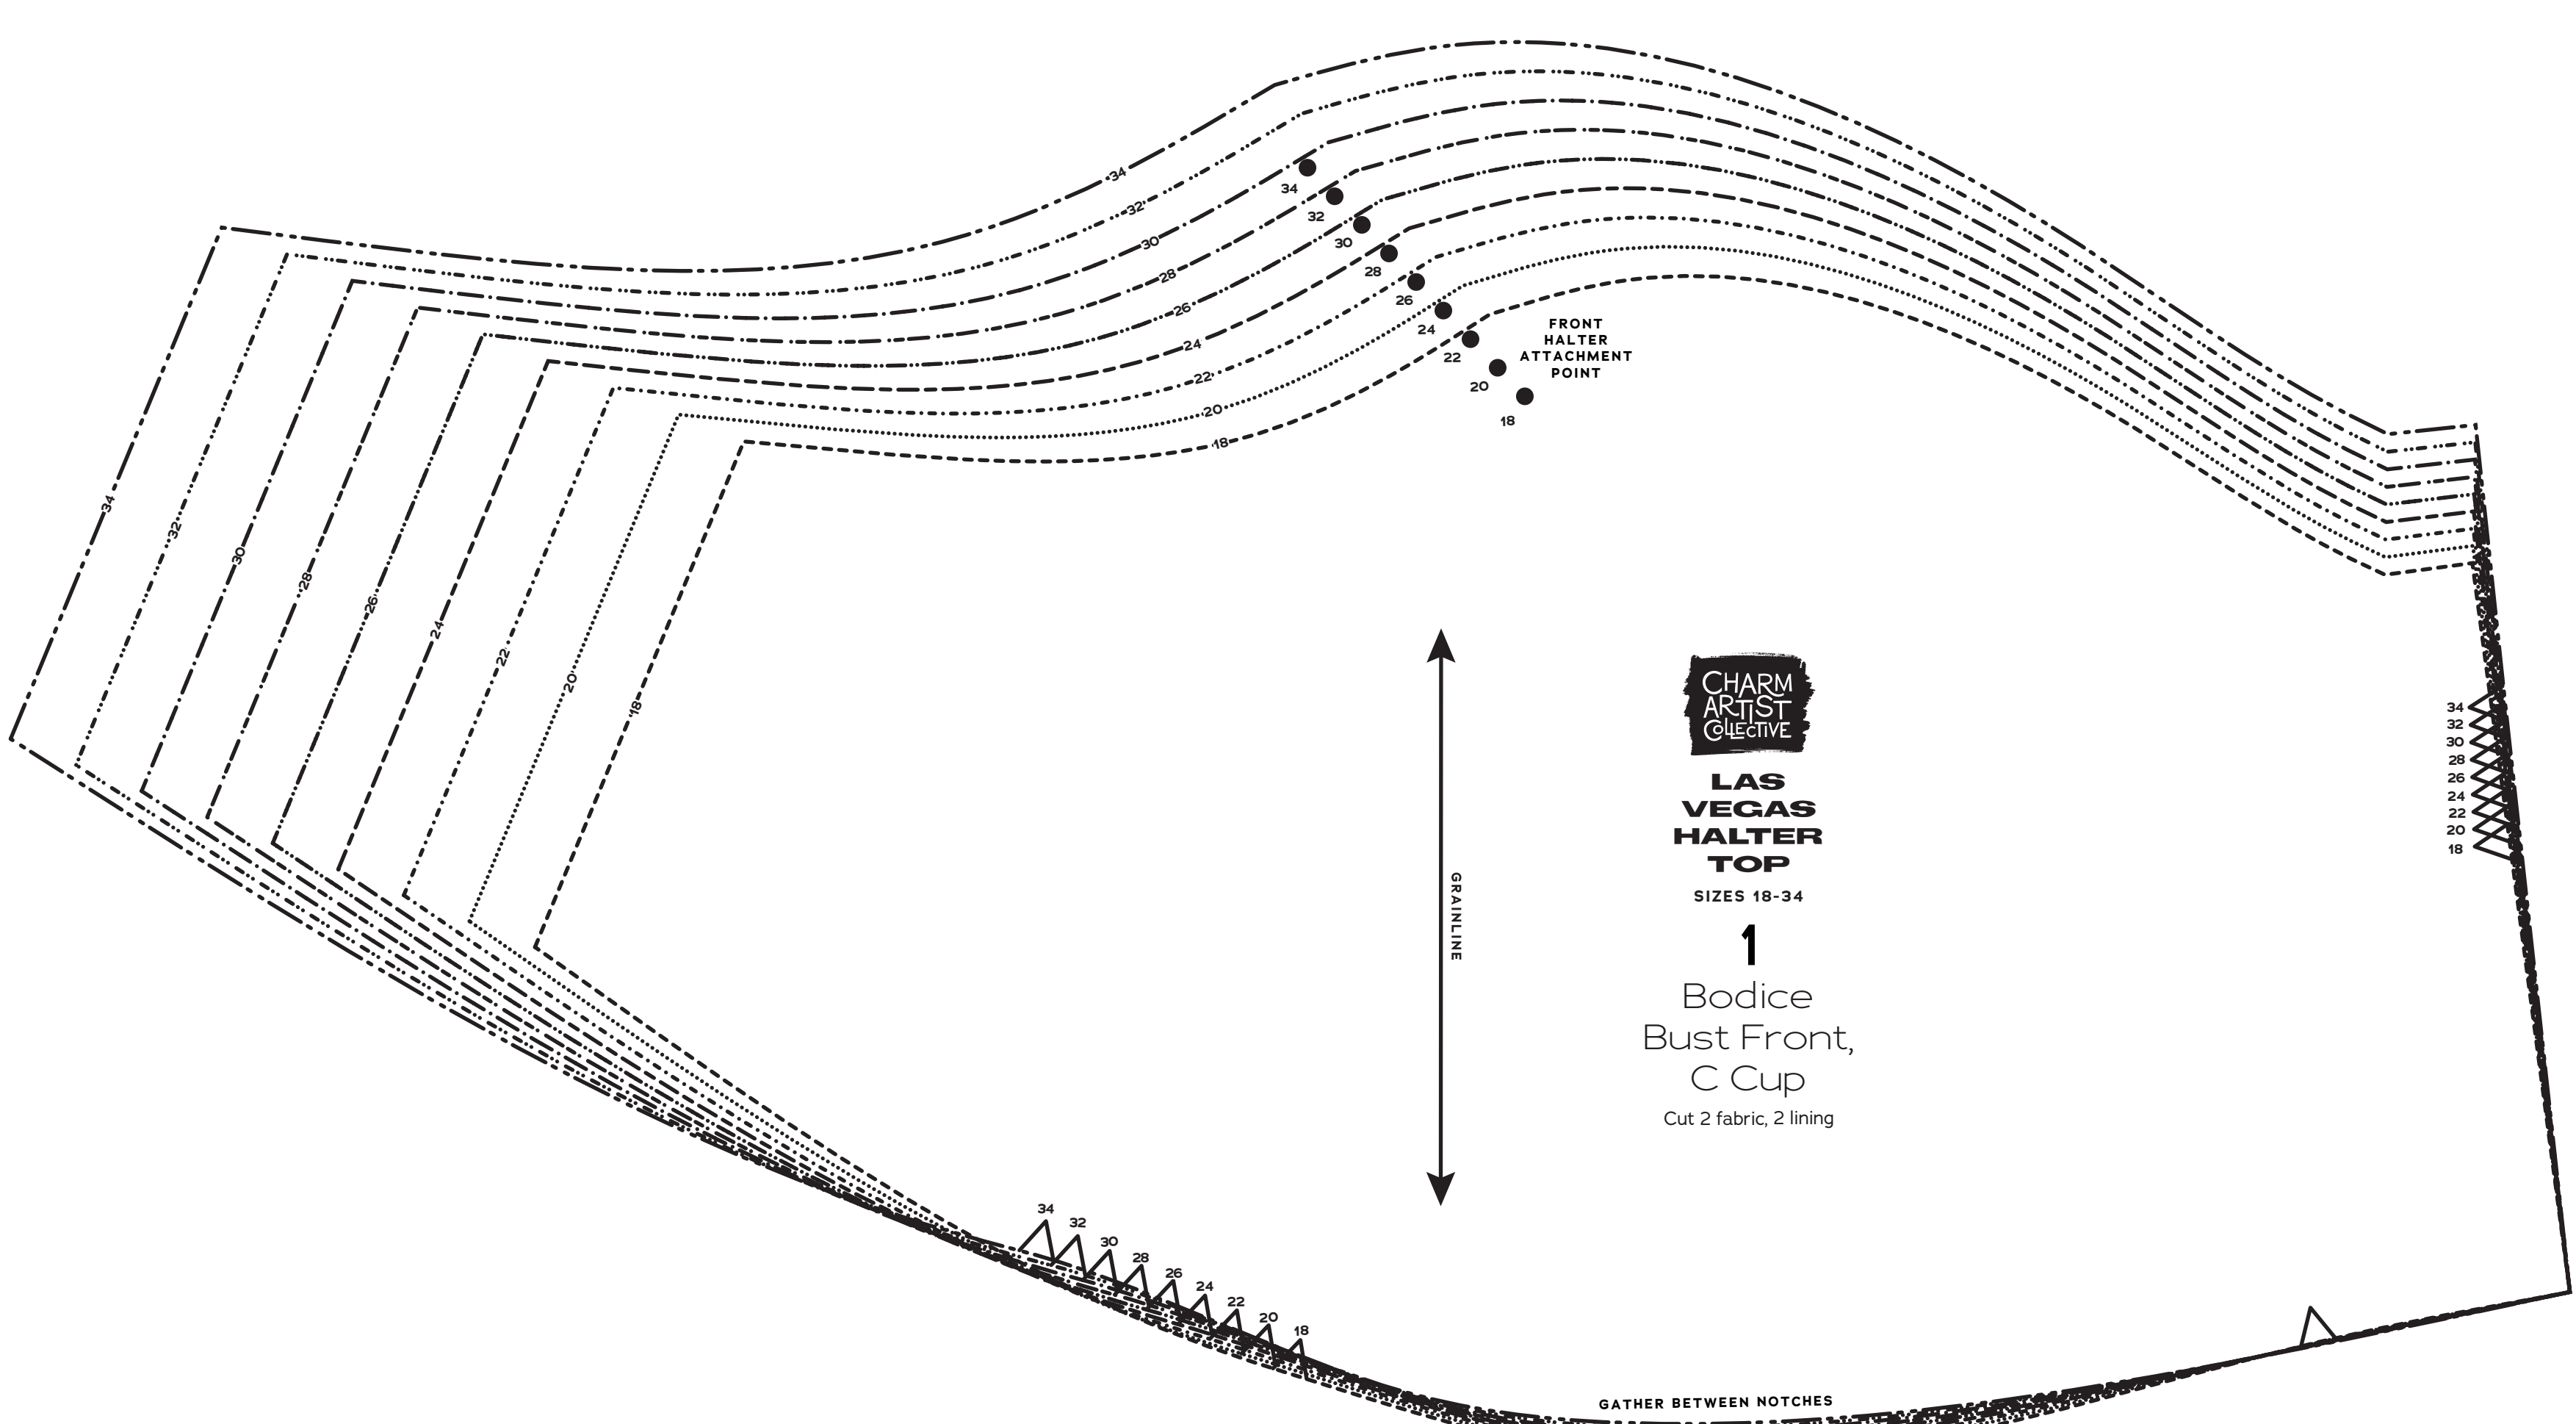 34
32
30
28
26
24
22
20
18
34
32
30
28
26
24
22
20
18
FRONT
HALTER
ATTACHMENT
POINT
34
32
30
28
26
24
22
20
18
34
32
30
28
26
24
22
20
18
GRAINLINE
CHARM
ARTIST
COLLECTIVE
LAS
VEGAS
HALTER
TOP
SIZES 18-34
1
Bodice
Bust Front,
C Cup
Cut 2 fabric, 2 lining
34
32
30
28
26
24
22
20
18
GATHER BETWEEN NOTCHES